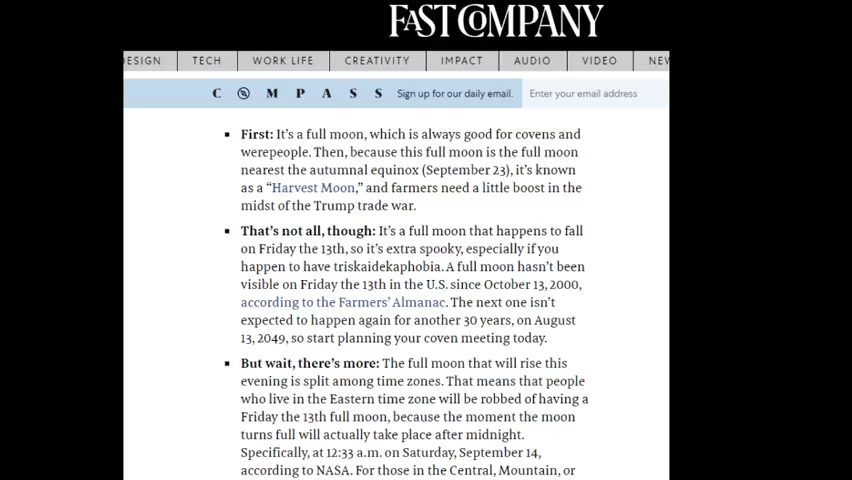 FAST COMPANY
ESIGN TECH WORK LIFE CREATIVITY IMPACT AUDIO VIDEO NEW
COMPASS Sign up for our daily email. Enter your email address
▪ First: It's a full moon, which is always good for covens and
werepeople. Then, because this full moon is the full moon
nearest the autumnal equinox (September 23), it's known
as a “Harvest Moon,” and farmers need a little boost in the
midst of the Trump trade war.
▪ That's not all, though: It's a full moon that happens to fall
on Friday the 13th, so it's extra spooky, especially if you
happen to have triskaidekaphobia. A full moon hasn't been
visible on Friday the 13th in the U.S. since October 13, 2000,
according to the Farmers' Almanac. The next one isn't
expected to happen again for another 30 years, on August
13, 2049, so start planning your coven meeting today.
▪ But wait, there's more: The full moon that will rise this
evening is split among time zones. That means that people
who live in the Eastern time zone will be robbed of having a
Friday the 13th full moon, because the moment the moon
turns full will actually take place after midnight.
Specifically, at 12:33 a.m. on Saturday, September 14,
according to NASA. For those in the Central, Mountain, or